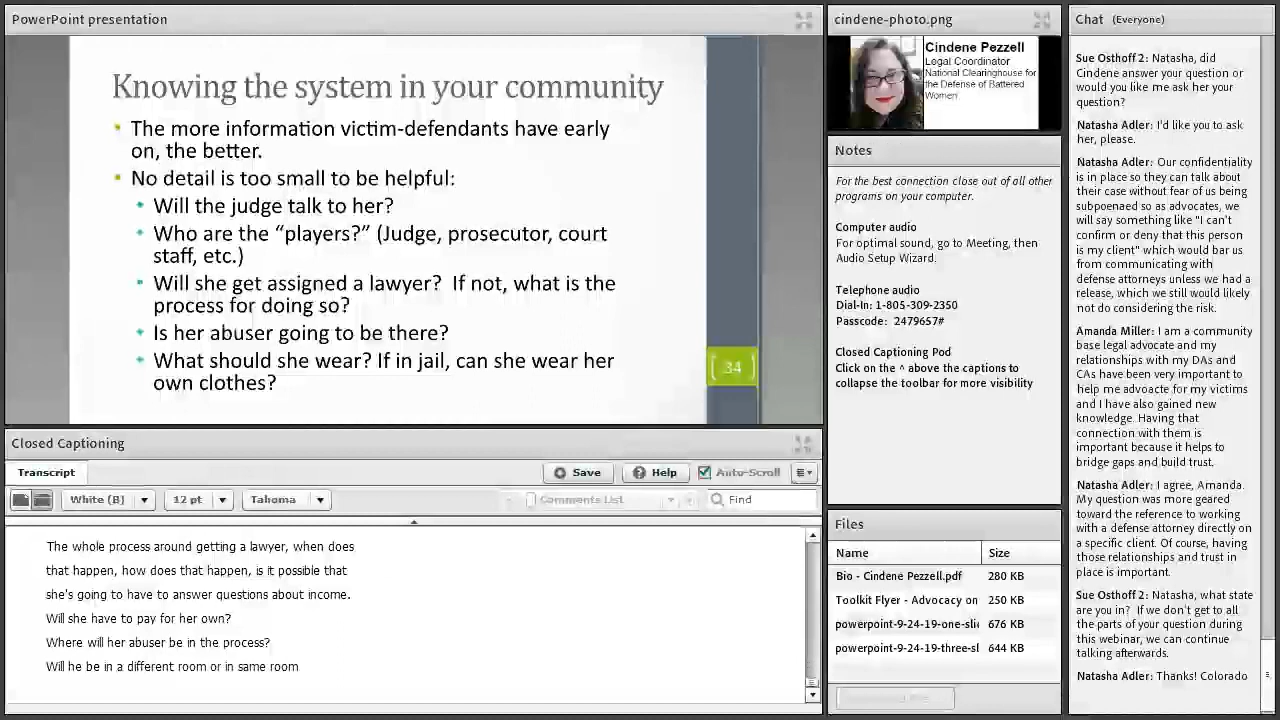 PowerPoint presentation
Knowing the system in your community
The more information victim-defendants have early
on, the better.
No detail is too small to be helpful:
Will the judge talk to her?
Who are the “players?” (Judge, prosecutor, court
staff, etc.)
Will she get assigned a lawyer?  If not, what is the
process for doing so?
Is her abuser going to be there?
What should she wear? If in jail, can she wear her
own clothes?
34
Closed Captioning
Transcript
Save
Help
Auto-Scroll
White (B)
12 pt
Tahoma
Comments List
Find
The whole process around getting a lawyer, when does
that happen, how does that happen, is it possible that
she's going to have to answer questions about income.
Will she have to pay for her own?
Where will her abuser be in the process?
Will he be in a different room or in same room
cindene-photo.png
Cindene Pezzell
Legal Coordinator
National Clearinghouse for
the Defense of Battered
Women
Notes
For the best connection close out of all other
programs on your computer.
Computer audio
For optimal sound, go to Meeting, then
Audio Setup Wizard.
Telephone audio
Dial-In: 1-805-309-2350
Passcode:  2479657#
Closed Captioning Pod
Click on the ^ above the captions to
collapse the toolbar for more visibility
Files
Name
Size
Bio - Cindene Pezzell.pdf
280 KB
Toolkit Flyer - Advocacy on
250 KB
powerpoint-9-24-19-one-slic
676 KB
powerpoint-9-24-19-three-sl
644 KB
Chat (Everyone)
Sue Osthoff 2: Natasha, did
Cindene answer your question or
would you like me ask her your
question?
Natasha Adler: I'd like you to ask
her, please.
Natasha Adler: Our confidentiality
is in place so they can talk about
their case without fear of us being
subpoenaed so as advocates, we
will say something like "I can't
confirm or deny that this person
is my client" which would bar us
from communicating with
defense attorneys unless we had a
release, which we still would likely
not do considering the risk.
Amanda Miller: I am a community
base legal advocate and my
relationships with my DAs and
CAs have been very important to
help me advoacte for my victims
and I have also gained new
knowledge. Having that
connection with them is
important because it helps to
bridge gaps and build trust.
Natasha Adler: I agree, Amanda.
My question was more geared
toward the reference to working
with a defense attorney directly on
a specific client. Of course, having
those relationships and trust in
place is important.
Sue Osthoff 2: Natasha, what state
are you in?  If we don't get to all
the parts of your question during
this webinar, we can continue
talking afterwards.
Natasha Adler: Thanks! Colorado